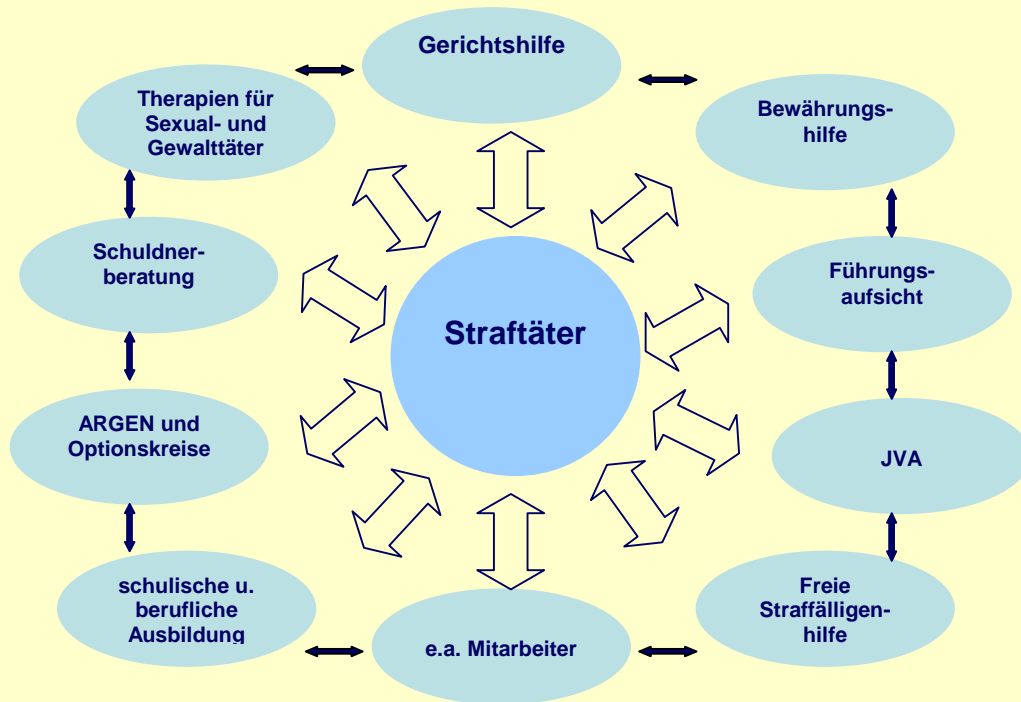 Gerichtshilfe
Therapien für
Sexual- und
Gewalttäter
Bewährungs-
hilfe
Schuldner-
beratung
Führungs-
aufsicht
Straftäter
ARGEN und
Optionskreise
JVA
schulische u.
berufliche
Ausbildung
e.a. Mitarbeiter
Freie
Straffälligen-
hilfe